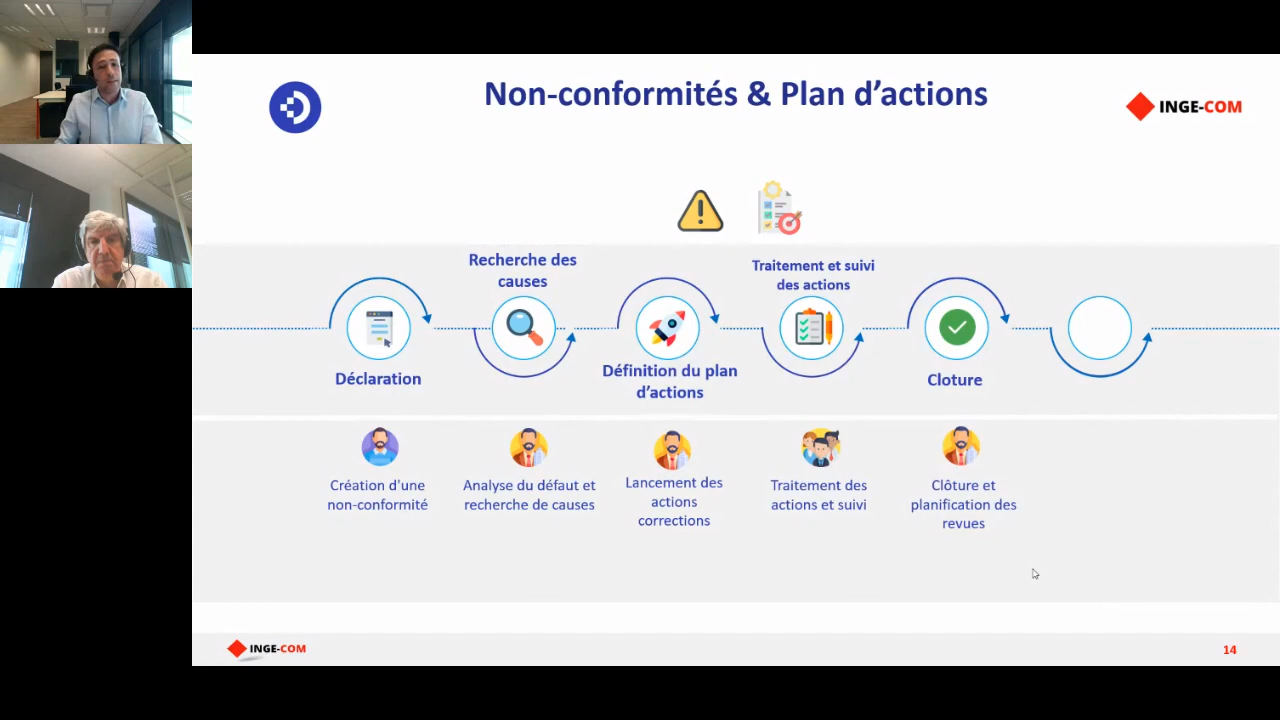 Non-conformités & Plan d’actions
INGE-COM
Recherche des
causes
Traitement et suivi
des actions
Déclaration
Définition du plan
d’actions
Cloture
Création d'une
non-conformité
Analyse du défaut et
recherche de causes
Lancement des
actions
corrections
Traitement des
actions et suivi
Clôture et
planification des
revues
INGE-COM
14